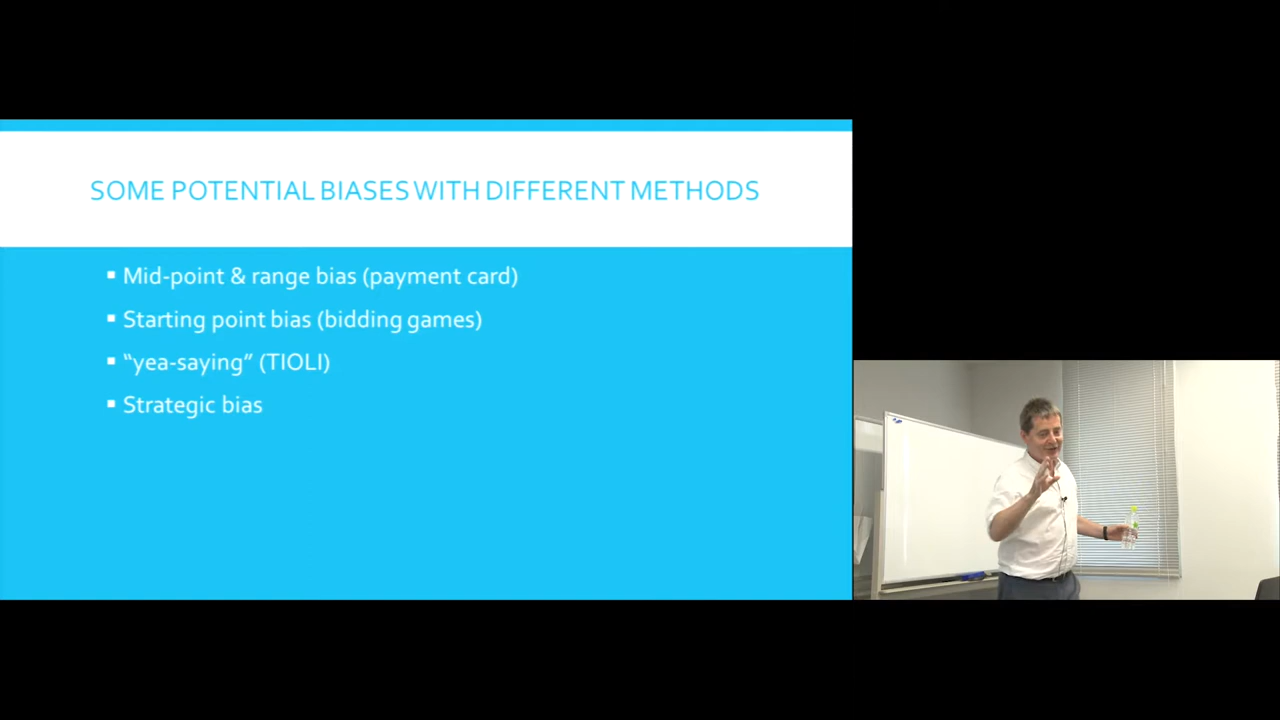 SOME POTENTIAL BIASES WITH DIFFERENT METHODS
▪ Mid-point & range bias (payment card)
▪ Starting point bias (bidding games)
▪ “yea-saying” (TIOLI)
▪ Strategic bias